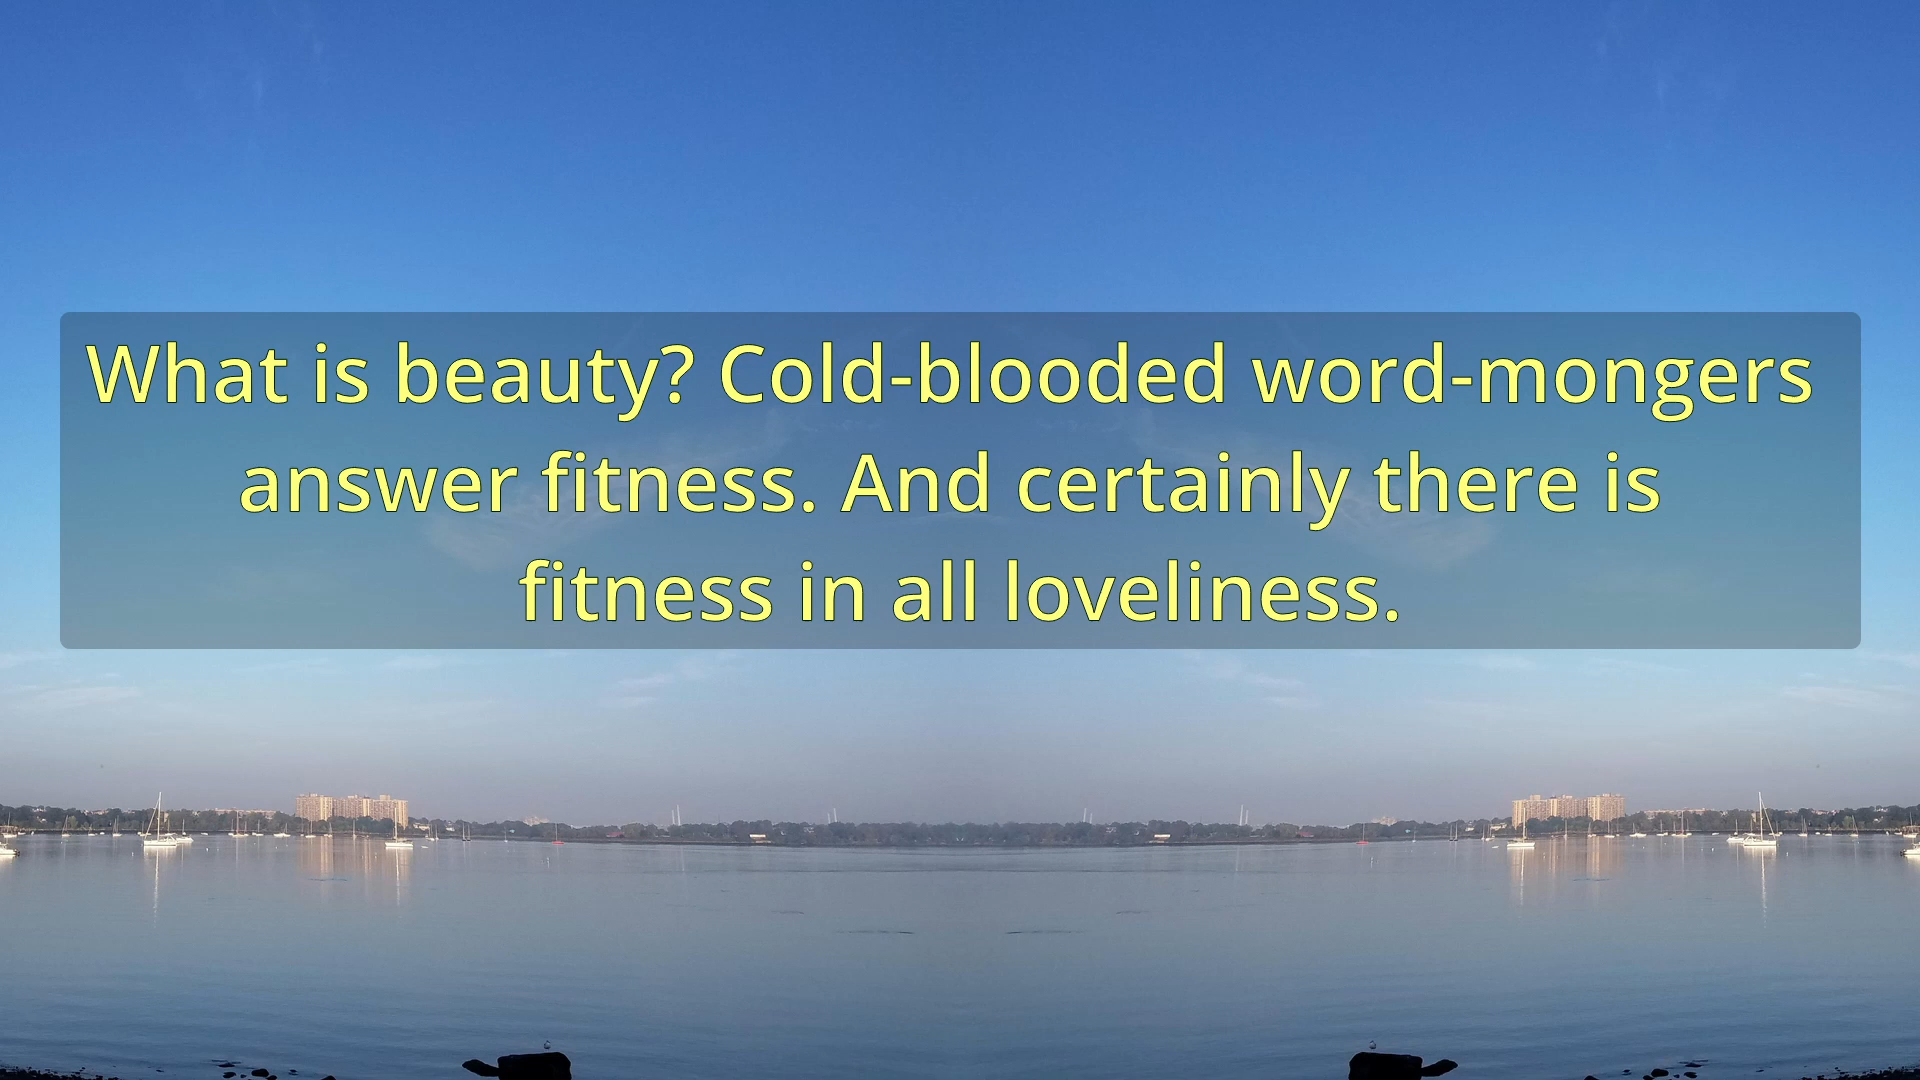 What is beauty? Cold-blooded word-mongers
answer fitness. And certainly there is
fitness in all loveliness.